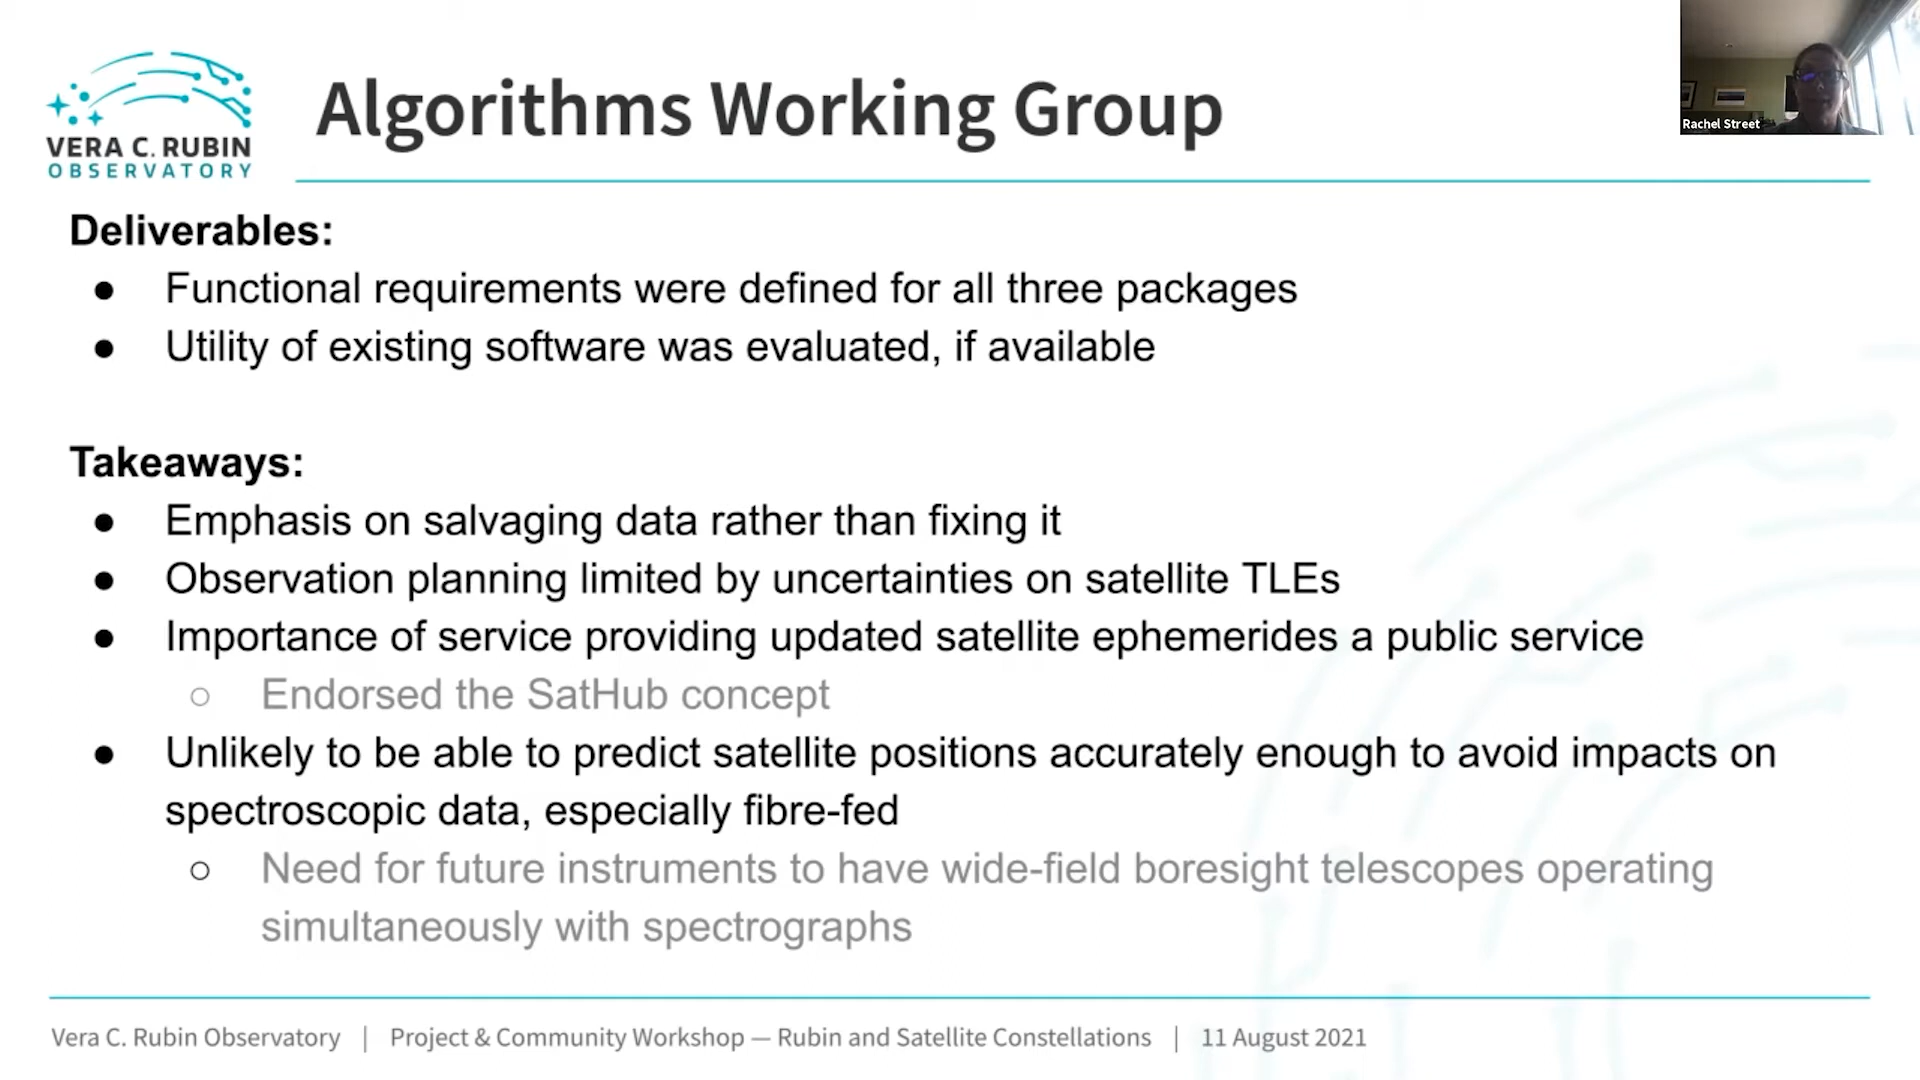 VERA C. RUBIN
OBSERVATORY
Algorithms Working Group
Rachel Street
Deliverables:
● Functional requirements were defined for all three packages
● Utility of existing software was evaluated, if available
Takeaways:
● Emphasis on salvaging data rather than fixing it
● Observation planning limited by uncertainties on satellite TLEs
● Importance of service providing updated satellite ephemerides a public service
○ Endorsed the SatHub concept
● Unlikely to be able to predict satellite positions accurately enough to avoid impacts on
spectroscopic data, especially fibre-fed
○ Need for future instruments to have wide-field boresight telescopes operating
simultaneously with spectrographs
Vera C. Rubin Observatory | Project & Community Workshop — Rubin and Satellite Constellations | 11 August 2021